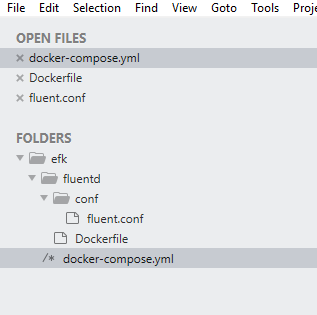 File Edit Selection Find View Goto Tools
OPEN FILES
docker-compose.yml
Dockerfile
fluent.conf
FOLDERS
efk
fluentd
conf
fluent.conf
Dockerfile
/* docker-compose.yml